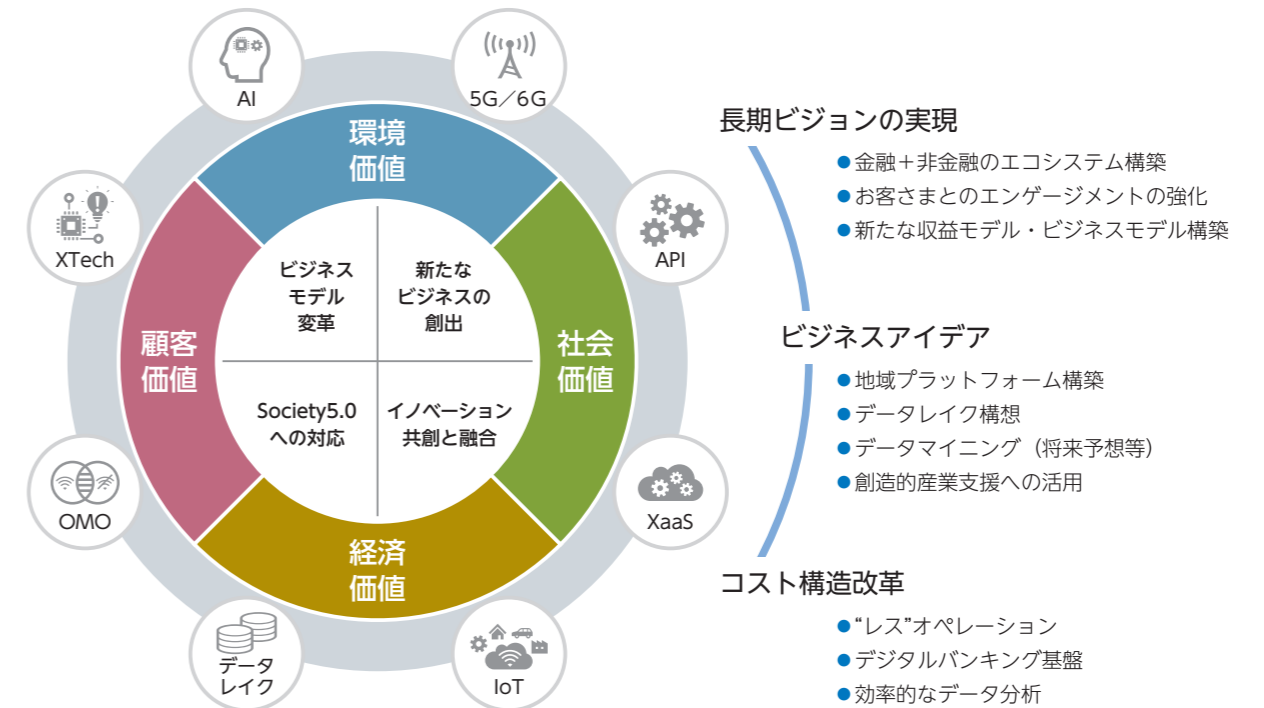 AI
5G／6G
API
XaaS
IoT
データ
レイク
OMO
XTech
環境
価値
社会
価値
経済
価値
顧客
価値
ビジネス
モデル
変革
新たな
ビジネスの
創出
Society5.0
への対応
イノベーション
共創と融合
長期ビジョンの実現
●金融＋非金融のエコシステム構築
●お客さまとのエンゲージメントの強化
●新たな収益モデル・ビジネスモデル構築
ビジネスアイデア
●地域プラットフォーム構築
●データレイク構想
●データマイニング（将来予想等）
●創造的産業支援への活用
コスト構造改革
●“レス”オペレーション
●デジタルバンキング基盤
●効率的なデータ分析